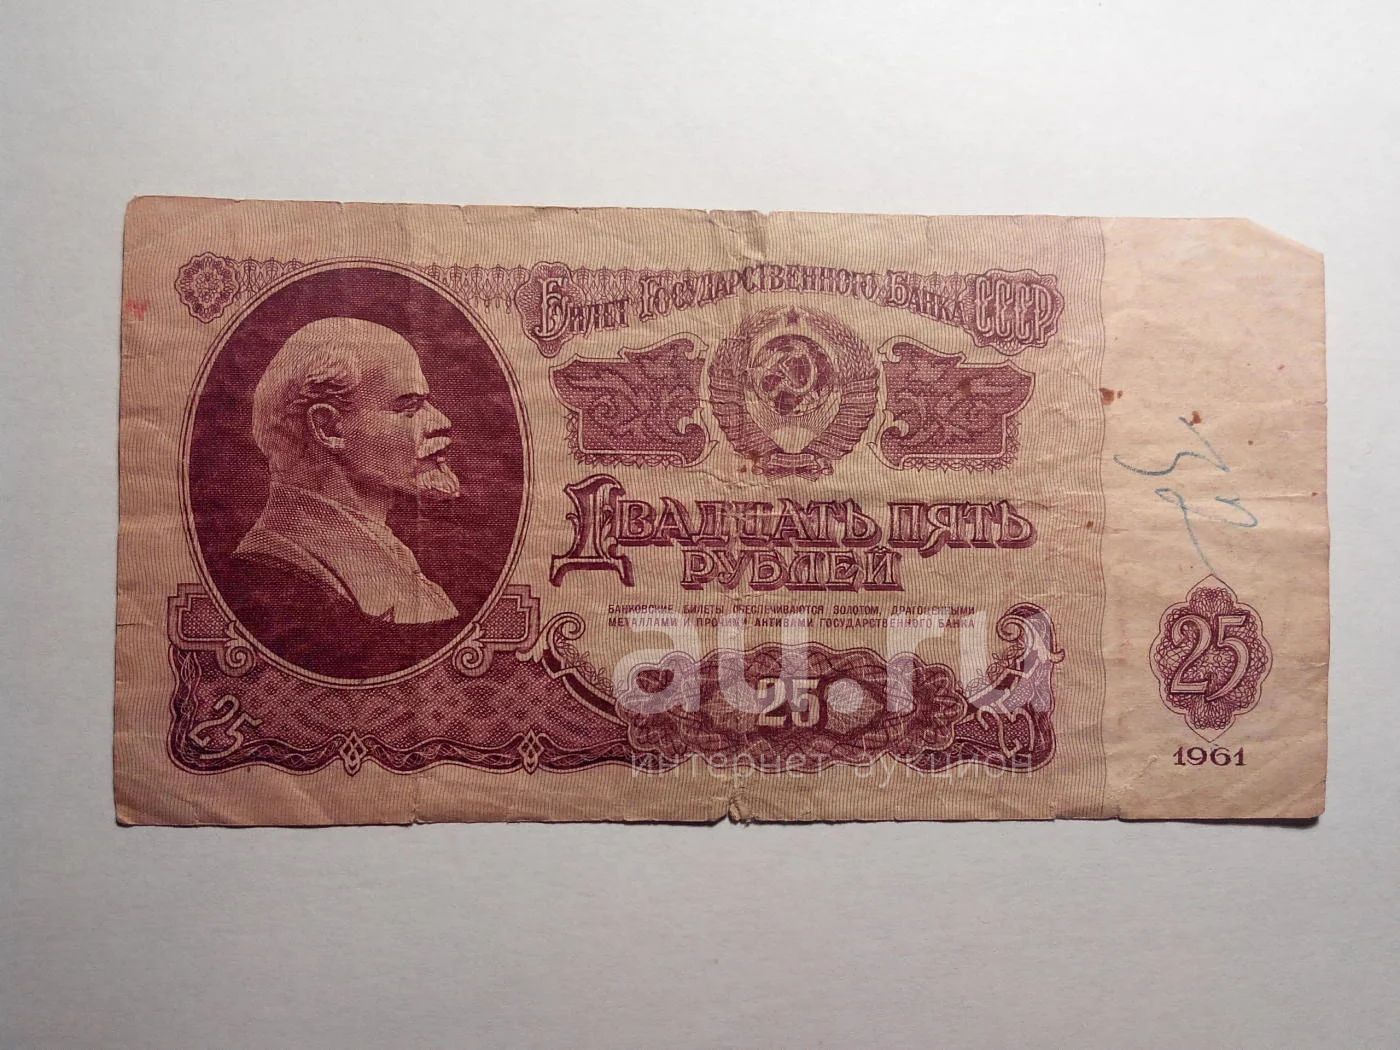 Билет Государственного Банка СССР
Двадцать пять
рублей
БАНКОВСКИЕ БИЛЕТЫ ОБЕСПЕЧИВАЮТСЯ ЗОЛОТОМ, ДРАГОЦЕННЫМИ
МЕТАЛЛАМИ И ПРОЧИМИ АКТИВАМИ ГОСУДАРСТВЕННОГО БАНКА
au.ru
интернет аукцион
25
25
25
25
1961